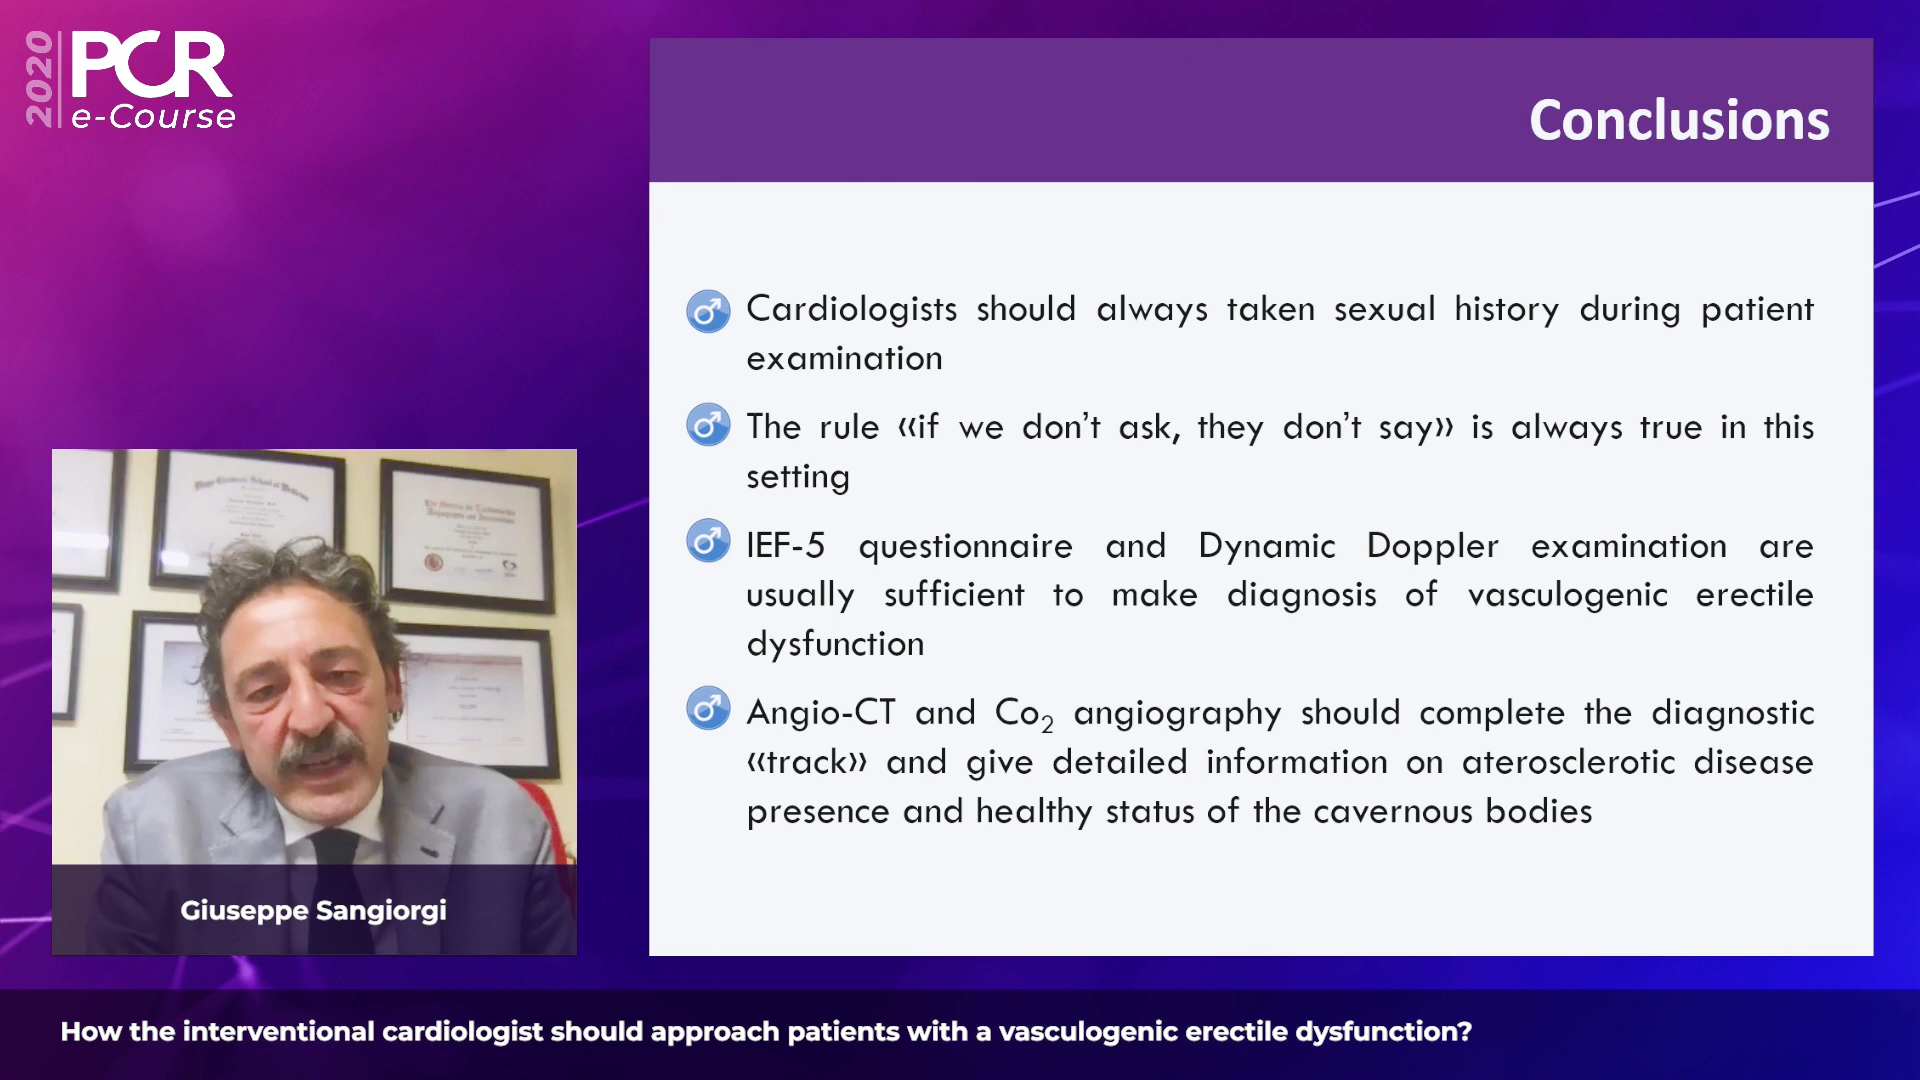 2020
PCR
e-Course
Conclusions
Cardiologists should always taken sexual history during patient
examination
The rule «if we don’t ask, they don’t say» is always true in this
setting
IEF-5 questionnaire and Dynamic Doppler examination are
usually sufficient to make diagnosis of vasculogenic erectile
dysfunction
Angio-CT and Co₂ angiography should complete the diagnostic
«track» and give detailed information on aterosclerotic disease
presence and healthy status of the cavernous bodies
Giuseppe Sangiorgi
How the interventional cardiologist should approach patients with a vasculogenic erectile dysfunction?